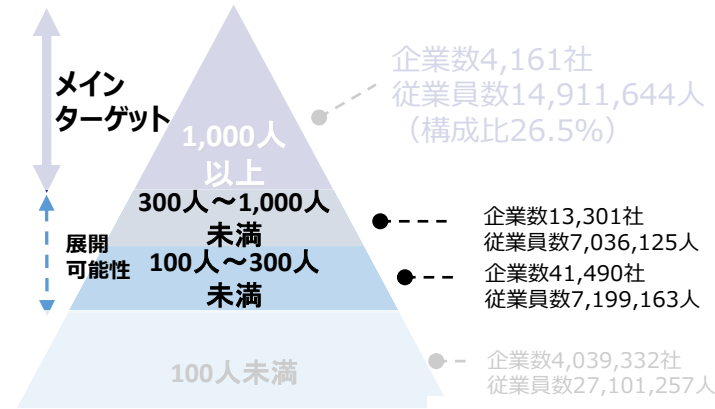 メイン
ターゲット
1,000人
以上
企業数4,161社
従業員数14,911,644人
（構成比26.5%）
300人～1,000人
未満
企業数13,301社
従業員数7,036,125人
展開
可能性
100人～300人
未満
企業数41,490社
従業員数7,199,163人
100人未満
企業数4,039,332社
従業員数27,101,257人